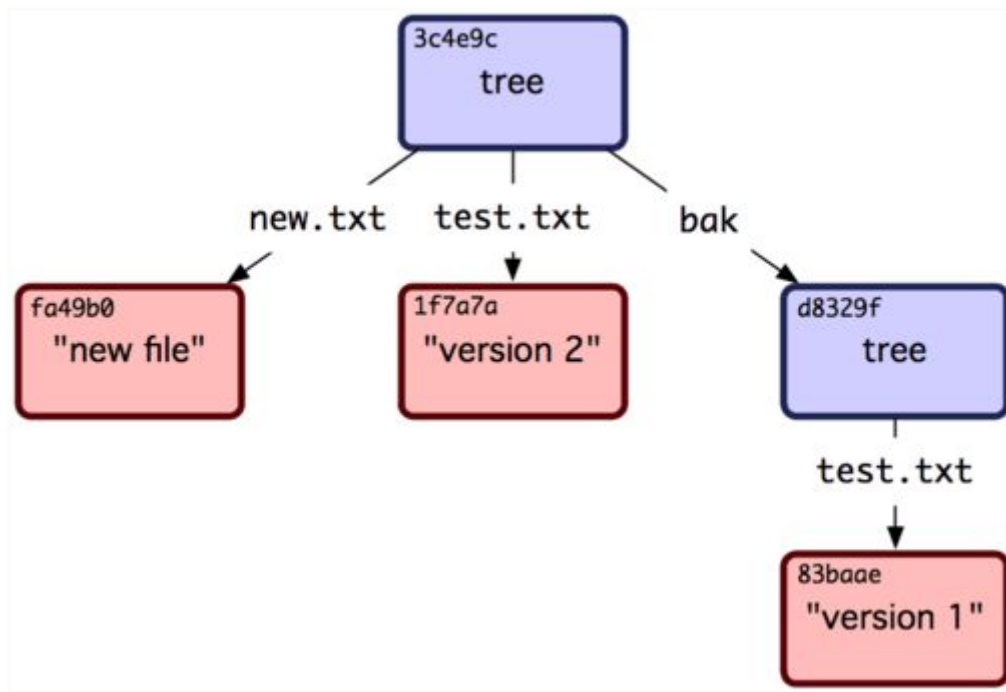 3c4e9c
tree
new.txt
test.txt
bak
fa49b0
"new file"
1f7a7a
"version 2"
d8329f
tree
test.txt
83baae
"version 1"